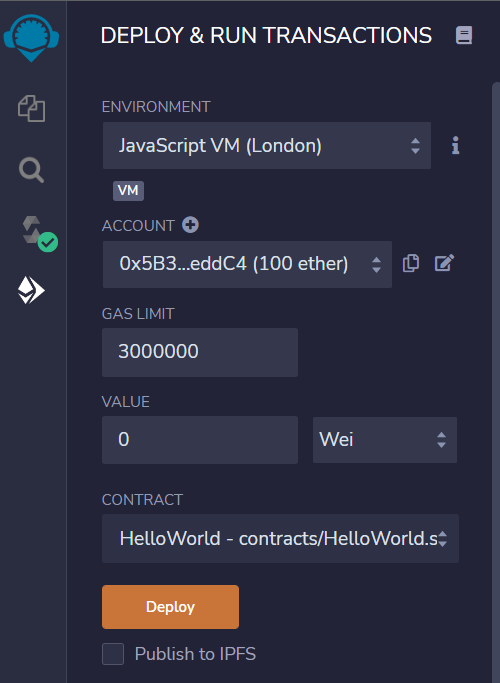 DEPLOY & RUN TRANSACTIONS
ENVIRONMENT
JavaScript VM (London)
VM
ACCOUNT
0x5B3...eddC4 (100 ether)
GAS LIMIT
3000000
VALUE
0 Wei
CONTRACT
HelloWorld - contracts/HelloWorld.s
Deploy
Publish to IPFS